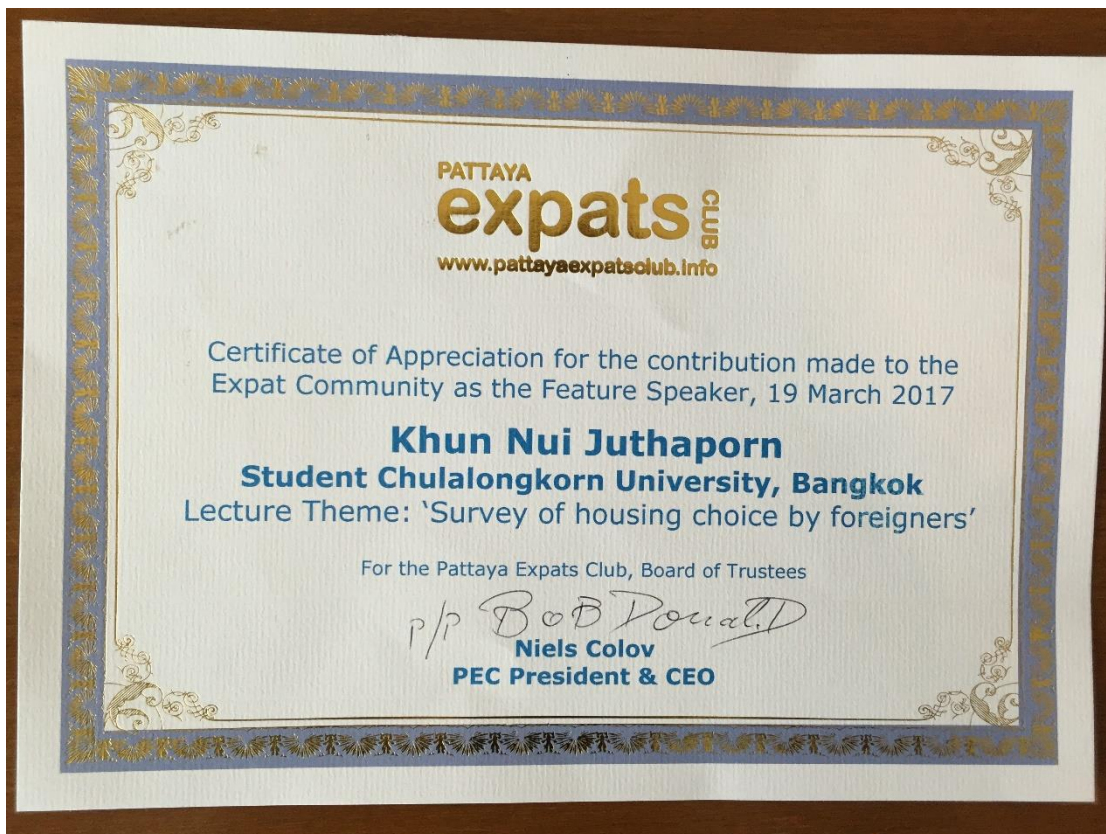 PATTAYA
expats CLUB
www.pattayaexpatsclub.info
Certificate of Appreciation for the contribution made to the
Expat Community as the Feature Speaker, 19 March 2017
Khun Nui Juthaporn
Student Chulalongkorn University, Bangkok
Lecture Theme: ‘Survey of housing choice by foreigners’
For the Pattaya Expats Club, Board of Trustees
p/p BOB DonalD
Niels Colov
PEC President & CEO